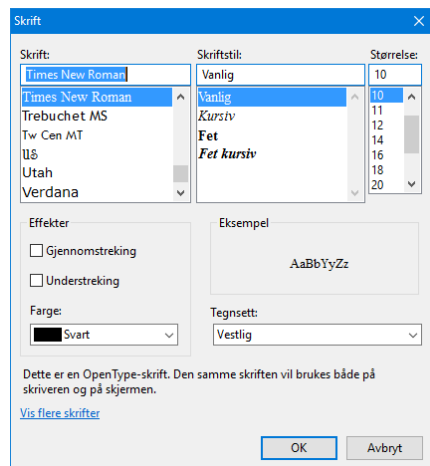 Skrift
Skrift:
Times New Roman
Times New Roman
Trebuchet MS
Tw Cen MT
US
Utah
Verdana
Skriftstil:
Vanlig
Vanlig
Kursiv
Fet
Fet kursiv
Størrelse:
10
10
11
12
14
16
18
20
Effekter
Gjennomstreking
Understreking
Farge:
Svart
Eksempel
AaBbYyZz
Tegnsett:
Vestlig
Dette er en OpenType-skrift. Den samme skriften vil brukes både på
skriveren og på skjermen.
Vis flere skrifter
OK
Avbryt